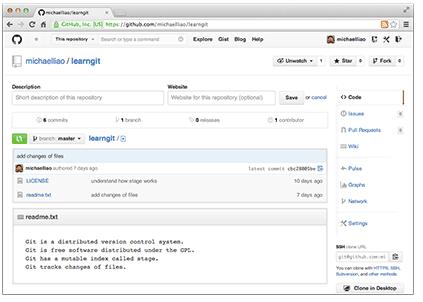 michaelliao/learngit
GitHub, Inc. [US] https://github.com/michaelliao/learngit
This repository Search or type a command Explore Gist Blog Help michaelliao
michaelliao / learngit
Unwatch 1 Star 0 Fork 0
Description
Short description of this repository
Website
Website for this repository (optional)
Save or cancel
6 commits 1 branch 0 releases 1 contributor
branch: master learngit /
add changes of files
michaelliao authored 7 days ago latest commit
LICENSE understand how stage works 10 days ago
readme.txt add changes of files 7 days ago
readme.txt
Git is a distributed version control system.
Git is free software distributed under the GPL.
Git has a mutable index called stage.
Git tracks changes of files.
Code
Issues 0
Pull Requests 0
Wiki
Pulse
Graphs
Network
Settings
SSH clone URL
git@github.com:mi
You can clone with HTTPS, SSH,
Subversion, and other methods.
Clone in Desktop